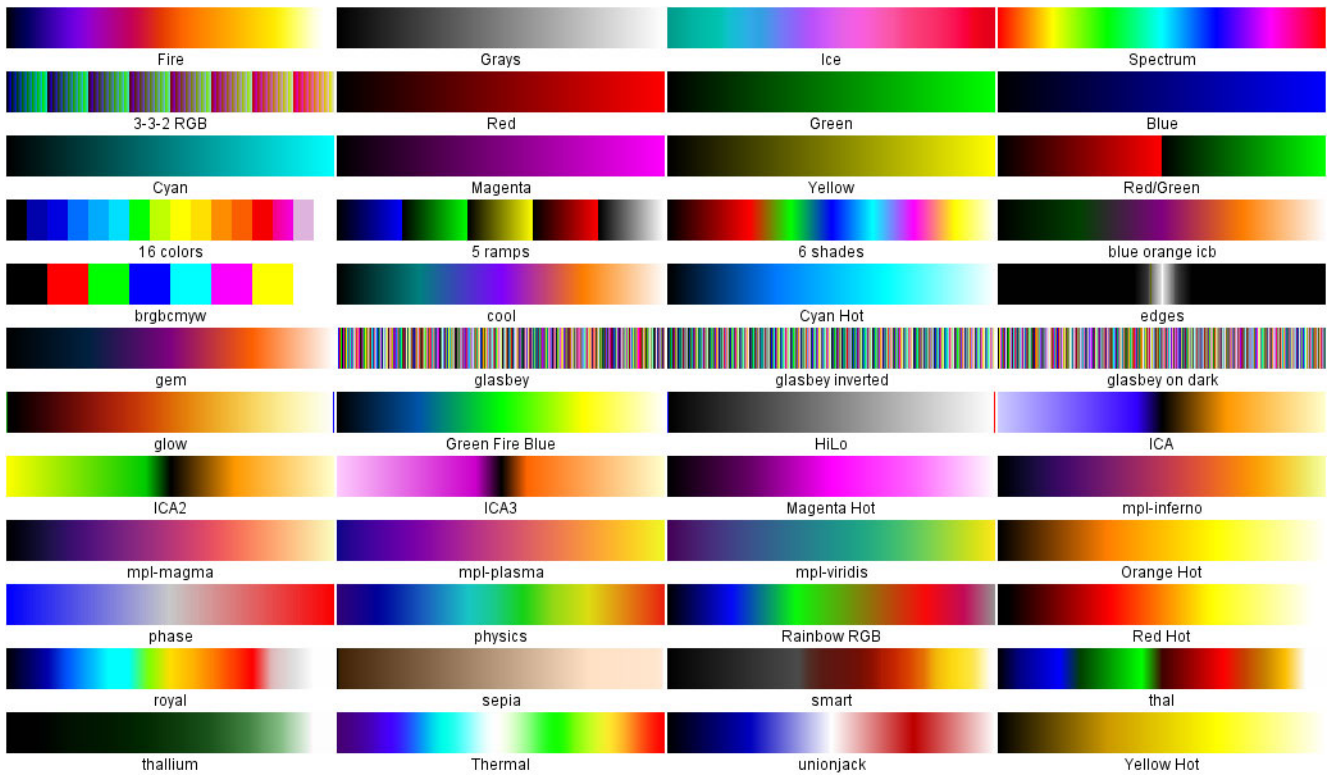 Fire Grays Ice Spectrum
3-3-2 RGB Red Green Blue
Cyan Magenta Yellow Red/Green
16 colors 5 ramps 6 shades blue orange icb
brgbcmyw cool Cyan Hot edges
gem glasbey glasbey inverted glasbey on dark
glow Green Fire Blue HiLo ICA
ICA2 ICA3 Magenta Hot mpl-inferno
mpl-magma mpl-plasma mpl-viridis Orange Hot
phase physics Rainbow RGB Red Hot
royal sepia smart thal
thallium Thermal unionjack Yellow Hot